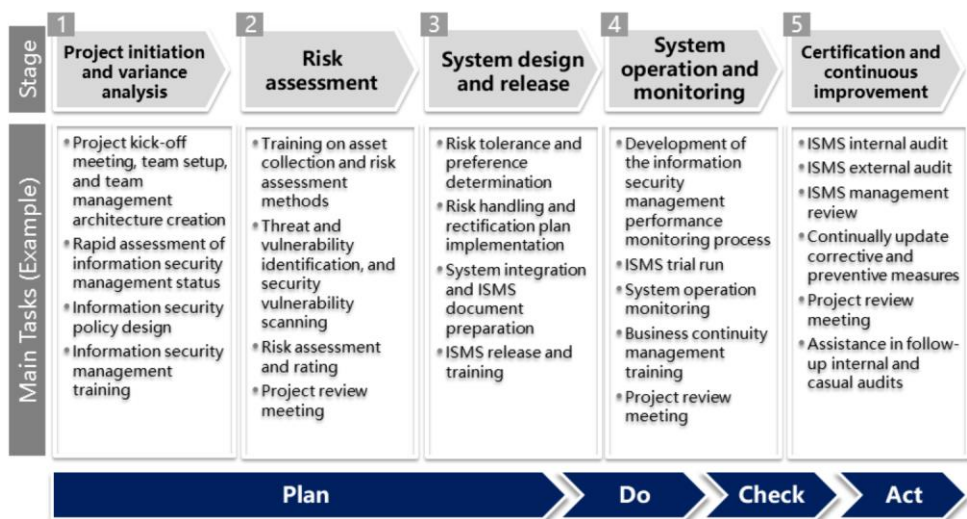 Stage
1
Project initiation
and variance
analysis
2
Risk
assessment
3
System design
and release
4
System
operation and
monitoring
5
Certification and
continuous
improvement
Main Tasks (Example)
• Project kick-off
meeting, team setup,
and team
management
architecture creation
• Rapid assessment of
information security
management status
• Information security
policy design
• Information security
management
training
• Training on asset
collection and risk
assessment
methods
• Threat and
vulnerability
identification, and
security
vulnerability
scanning
• Risk assessment
and rating
• Project review
meeting
• Risk tolerance and
preference
determination
• Risk handling and
rectification plan
implementation
• System integration
and ISMS
document
preparation
• ISMS release and
training
• Development of
the information
security
management
performance
monitoring process
• ISMS trial run
• System operation
monitoring
• Business continuity
management
training
• Project review
meeting
• ISMS internal audit
• ISMS external audit
• ISMS management
review
• Continually update
corrective and
preventive measures
• Project review
meeting
• Assistance in follow-
up internal and
casual audits
Plan
Do
Check
Act